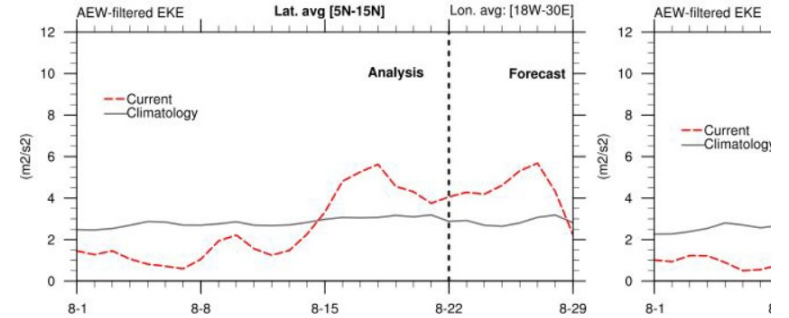 AEW-filtered EKE Lat. avg [5N-15N] Lon. avg: [18W-30E]
12
10
8
6
4
2
0
(m2/s2)
Analysis Forecast
Current
Climatology
8-1 8-8 8-15 8-22 8-29
AEW-filtered EKE
12
10
8
6
4
2
0
(m2/s2)
Current
Climatology
8-1